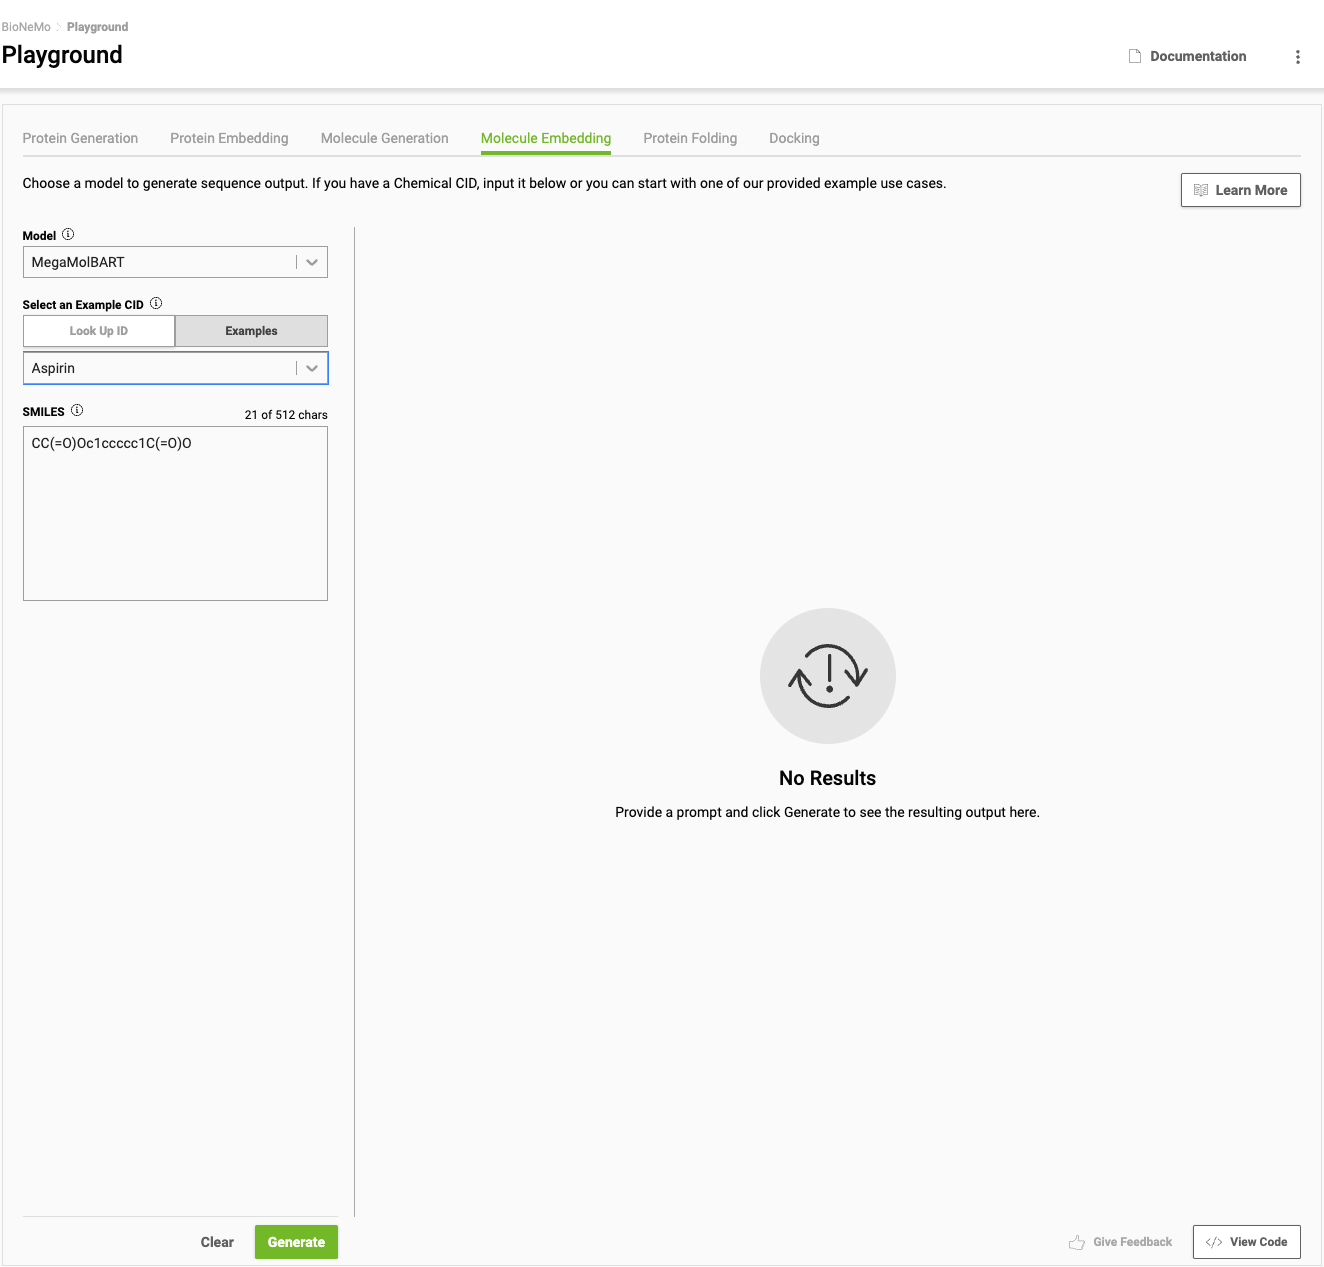 BioNeMo > Playground
Playground
Documentation
Protein Generation Protein Embedding Molecule Generation Molecule Embedding Protein Folding Docking
Choose a model to generate sequence output. If you have a Chemical CID, input it below or you can start with one of our provided example use cases.
Learn More
Model
MegaMolBART
Select an Example CID
Look Up ID Examples
Aspirin
SMILES 21 of 512 chars
CC(=O)Oc1ccccc1C(=O)O
No Results
Provide a prompt and click Generate to see the resulting output here.
Clear Generate Give Feedback </> View Code